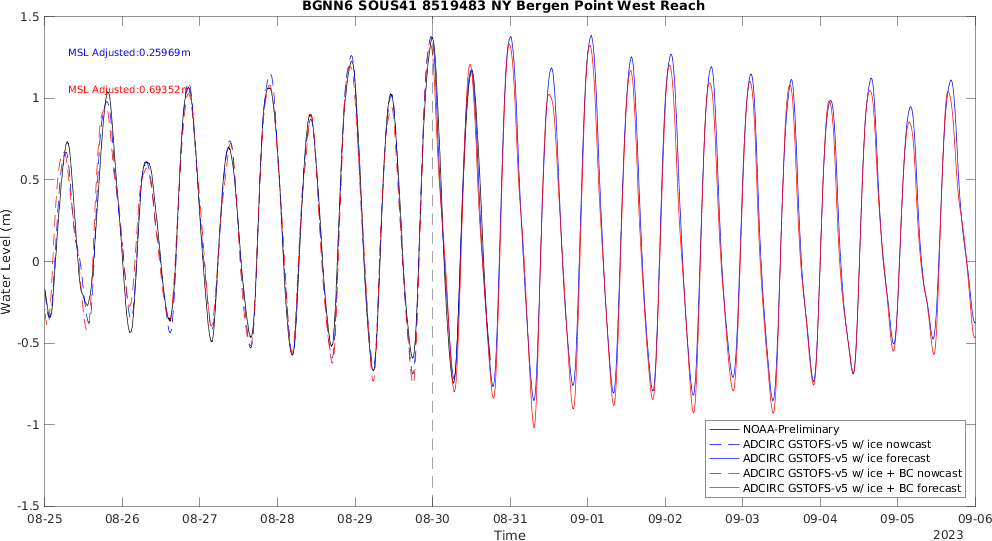 BGNN6 SOUS41 8519483 NY Bergen Point West Reach
1.5
MSL Adjusted:0.25969m
MSL Adjusted:0.69352m
1
0.5
0
-0.5
-1
-1.5
Water Level (m)
NOAA-Preliminary
ADCIRC GSTOFS-v5 w/ ice nowcast
ADCIRC GSTOFS-v5 w/ ice forecast
ADCIRC GSTOFS-v5 w/ ice + BC nowcast
ADCIRC GSTOFS-v5 w/ ice + BC forecast
08-25 08-26 08-27 08-28 08-29 08-30 08-31 09-01 09-02 09-03 09-04 09-05 09-06
Time
2023